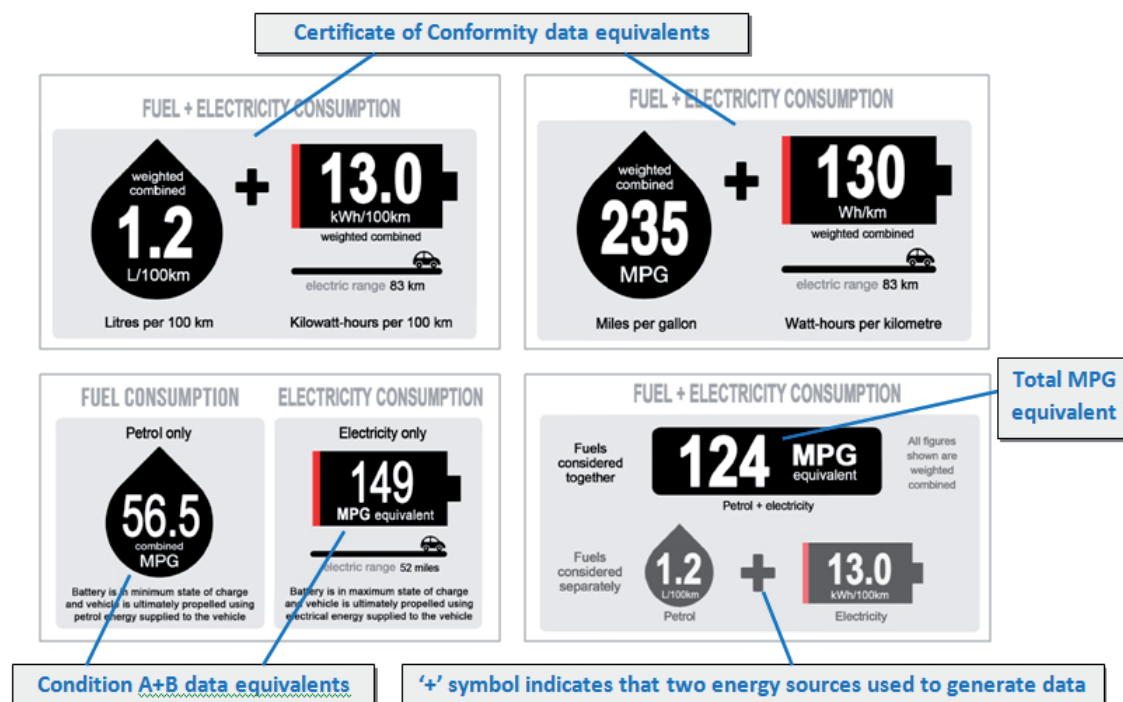 Certificate of Conformity data equivalents
FUEL + ELECTRICITY CONSUMPTION
weighted
combined
1.2
L/100km
+
13.0
kWh/100km
weighted combined
electric range 83 km
Litres per 100 km
Kilowatt-hours per 100 km
FUEL + ELECTRICITY CONSUMPTION
weighted
combined
235
MPG
+
130
Wh/km
weighted combined
electric range 83 km
Miles per gallon
Watt-hours per kilometre
FUEL CONSUMPTION
Petrol only
56.5
combined
MPG
Battery is in minimum state of charge
and vehicle is ultimately propelled using
petrol energy supplied to the vehicle
ELECTRICITY CONSUMPTION
Electricity only
149
MPG equivalent
electric range 52 miles
Battery is in maximum state of charge
and vehicle is ultimately propelled using
electrical energy supplied to the vehicle
FUEL + ELECTRICITY CONSUMPTION
Total MPG
equivalent
Fuels
considered
together
124 MPG
equivalent
Petrol + electricity
All figures
shown are
weighted
combined
Fuels
considered
separately
1.2
L/100km
Petrol
+
13.0
kWh/100km
Electricity
Condition A+B data equivalents
‘+’ symbol indicates that two energy sources used to generate data